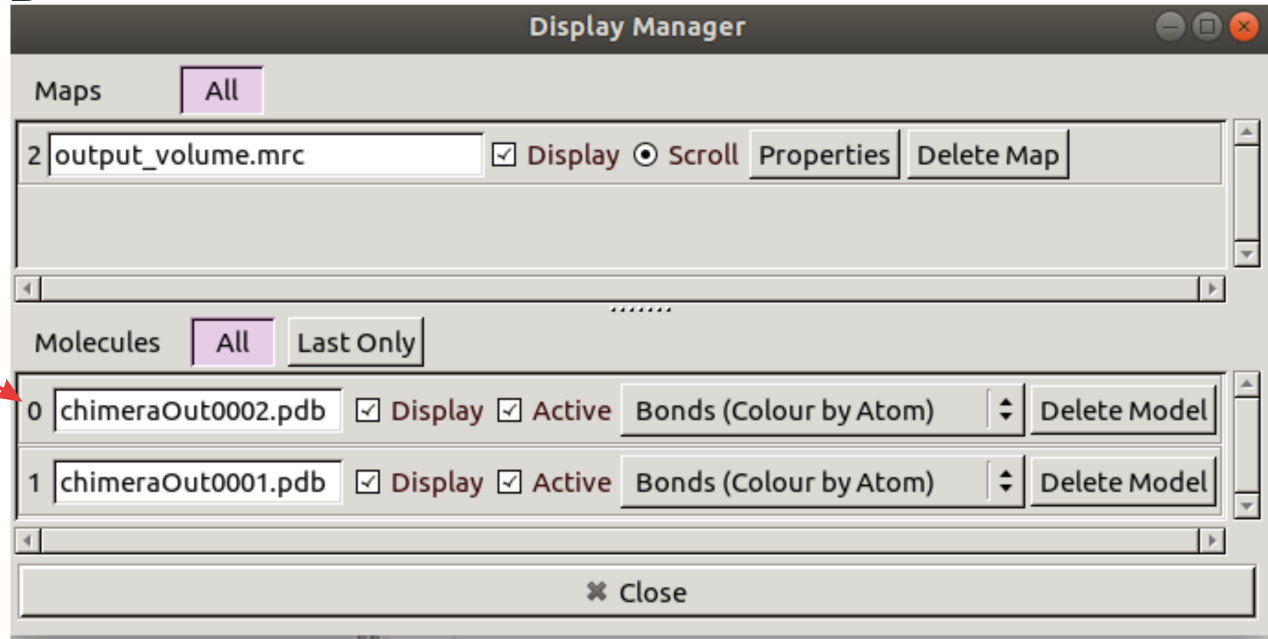 Display Manager
Maps All
2 output_volume.mrc Display Scroll Properties Delete Map
Molecules All Last Only
0 chimeraOut0002.pdb Display Active Bonds (Colour by Atom) Delete Model
1 chimeraOut0001.pdb Display Active Bonds (Colour by Atom) Delete Model
Close